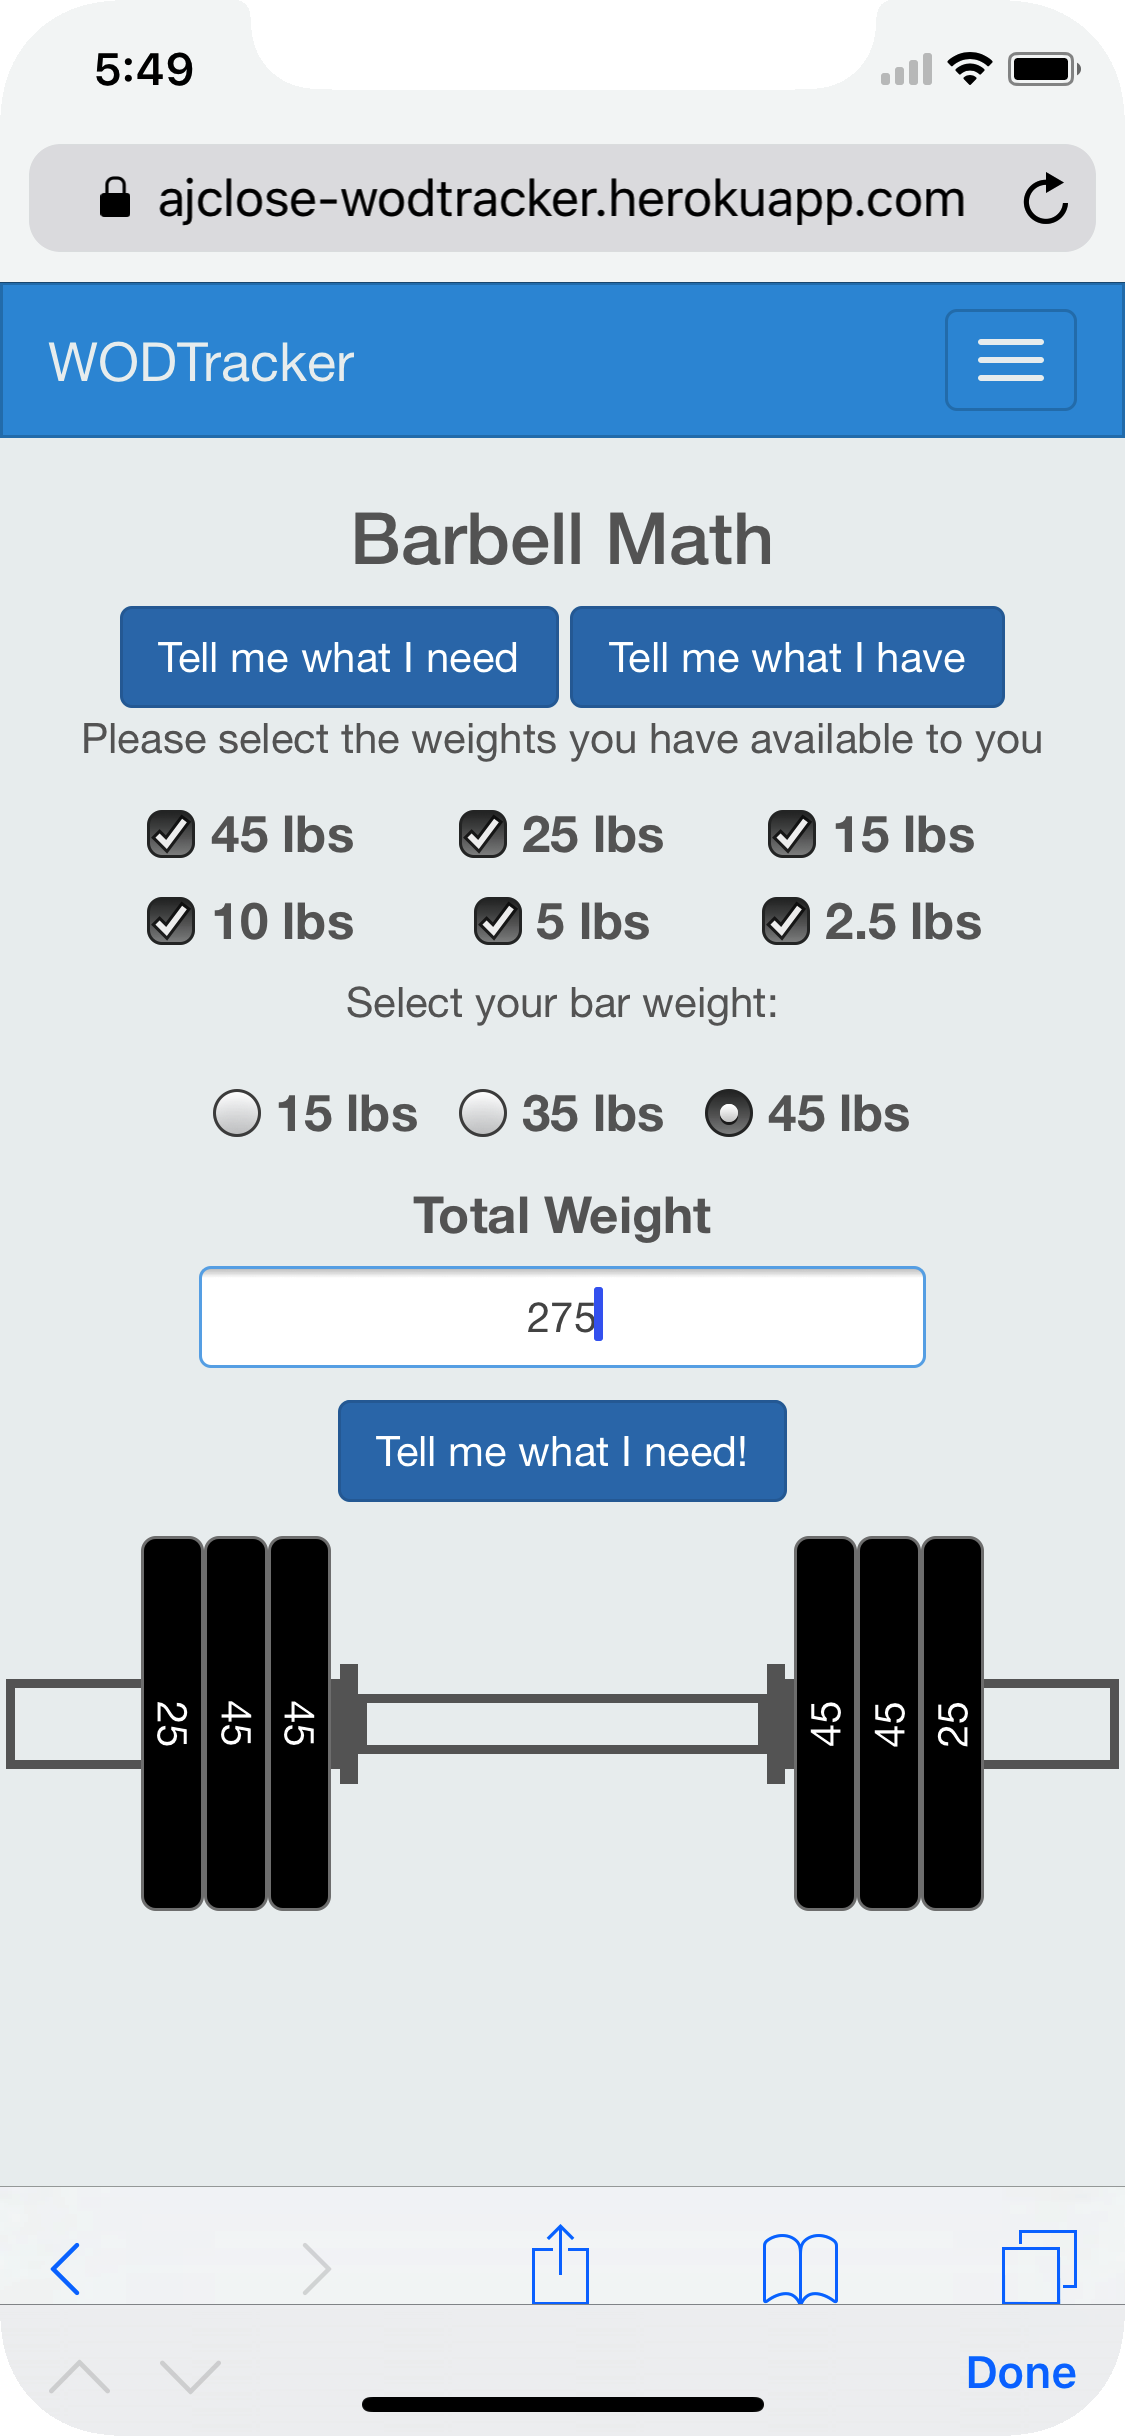 5:49
ajclose-wodtracker.herokuapp.com
WODTracker
Barbell Math
Tell me what I need Tell me what I have
Please select the weights you have available to you
45 lbs 25 lbs 15 lbs
10 lbs 5 lbs 2.5 lbs
Select your bar weight:
15 lbs 35 lbs 45 lbs
Total Weight
275
Tell me what I need!
25 45 45 45 45 25
Done